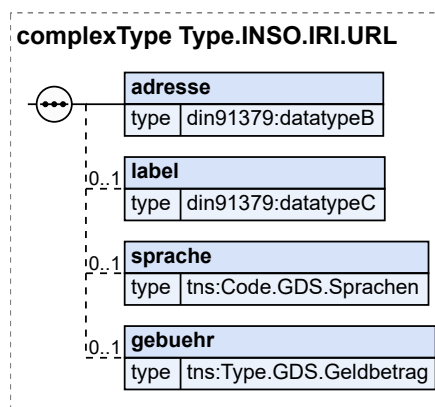 complexType Type.INSO.IRI.URL
adresse
type din91379:datatypeB
0..1 label
type din91379:datatypeC
0..1 sprache
type tns:Code.GDS.Sprachen
0..1 gebuehr
type tns:Type.GDS.Geldbetrag